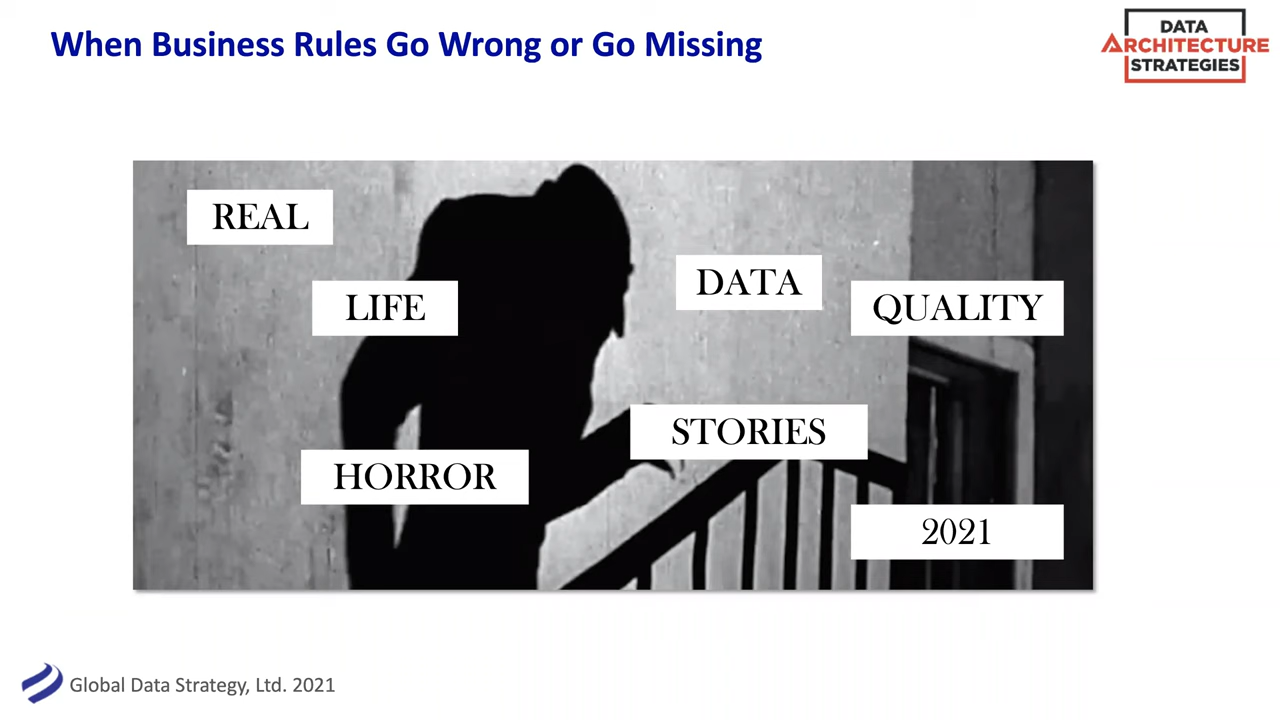 When Business Rules Go Wrong or Go Missing
DATA
ARCHITECTURE
STRATEGIES
REAL
LIFE
HORROR
DATA
QUALITY
STORIES
2021
Global Data Strategy, Ltd. 2021